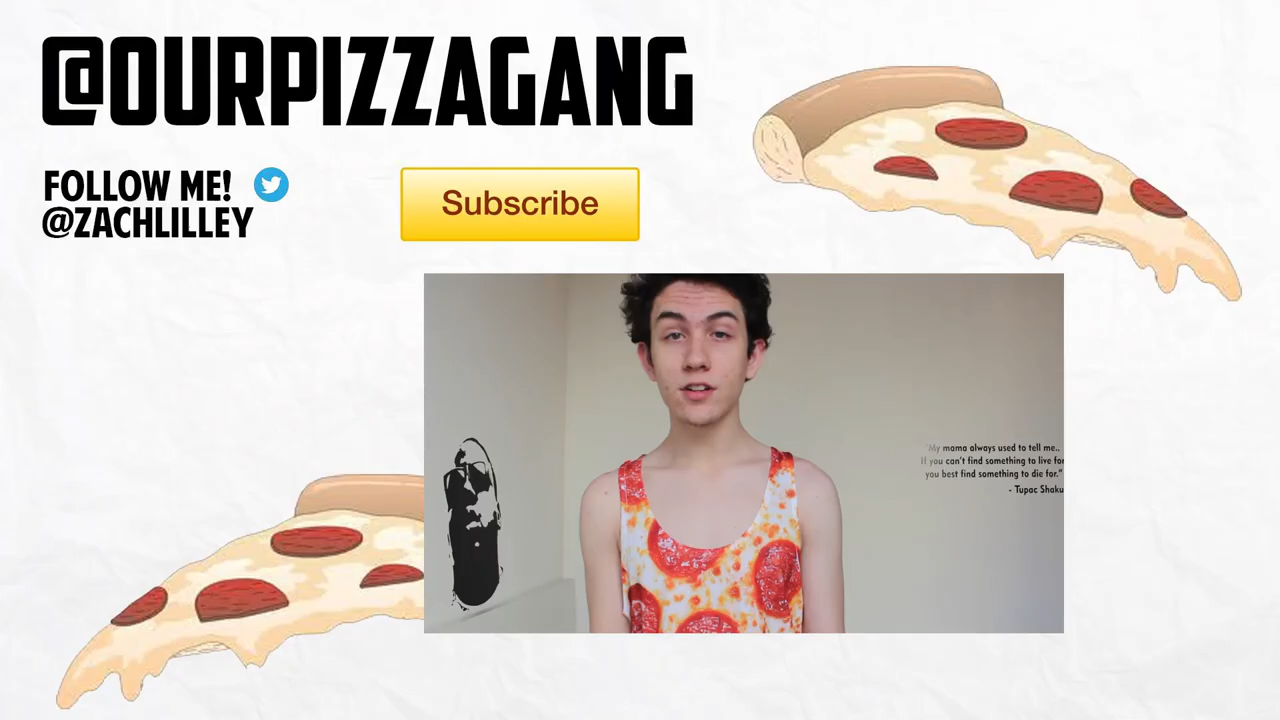 @OURPIZZAGANG
FOLLOW ME!
@ZACHLILLEY
Subscribe
"My mama always used to tell me..
If you can't find something to live for
you best find something to die for."
- Tupac Shaku